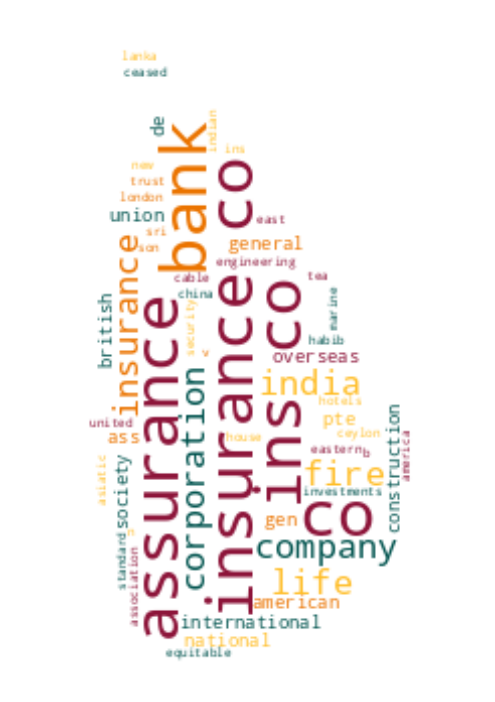 lanka
ceased
indian
de
bank
ins
new
insurance co
trust
london
union
east
sri
son
general
insurance
engineering
cable
tea
ins co
china
marine
british
assurance
security
habib
v
overseas
corporation
india
hotels
construction
pte
united
ass
house
ceylon
america
eastern
b
asiatic
society
fire
investments
co
gen
standard
company
association
life
american
international
national
equitable